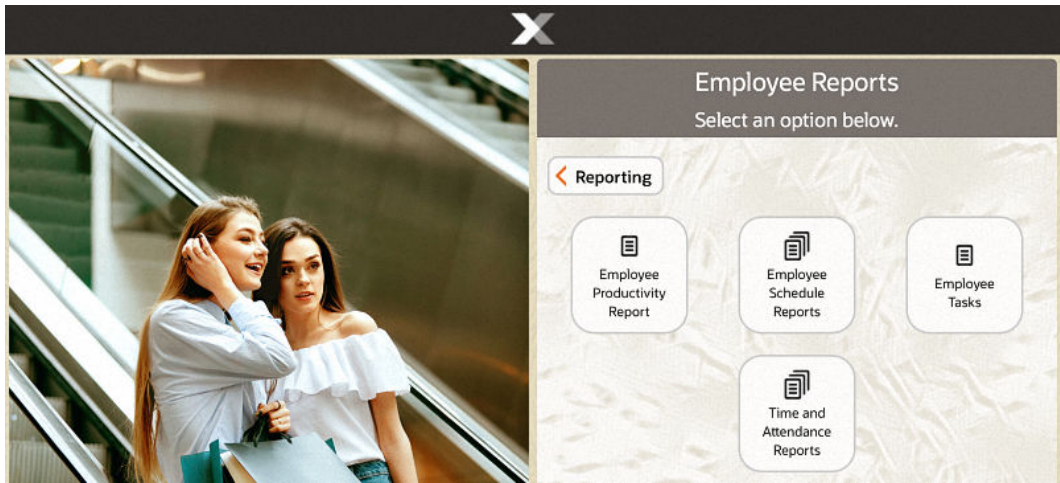 Employee Reports
Select an option below.
Reporting
Employee
Productivity
Report
Employee
Schedule
Reports
Employee
Tasks
Time and
Attendance
Reports